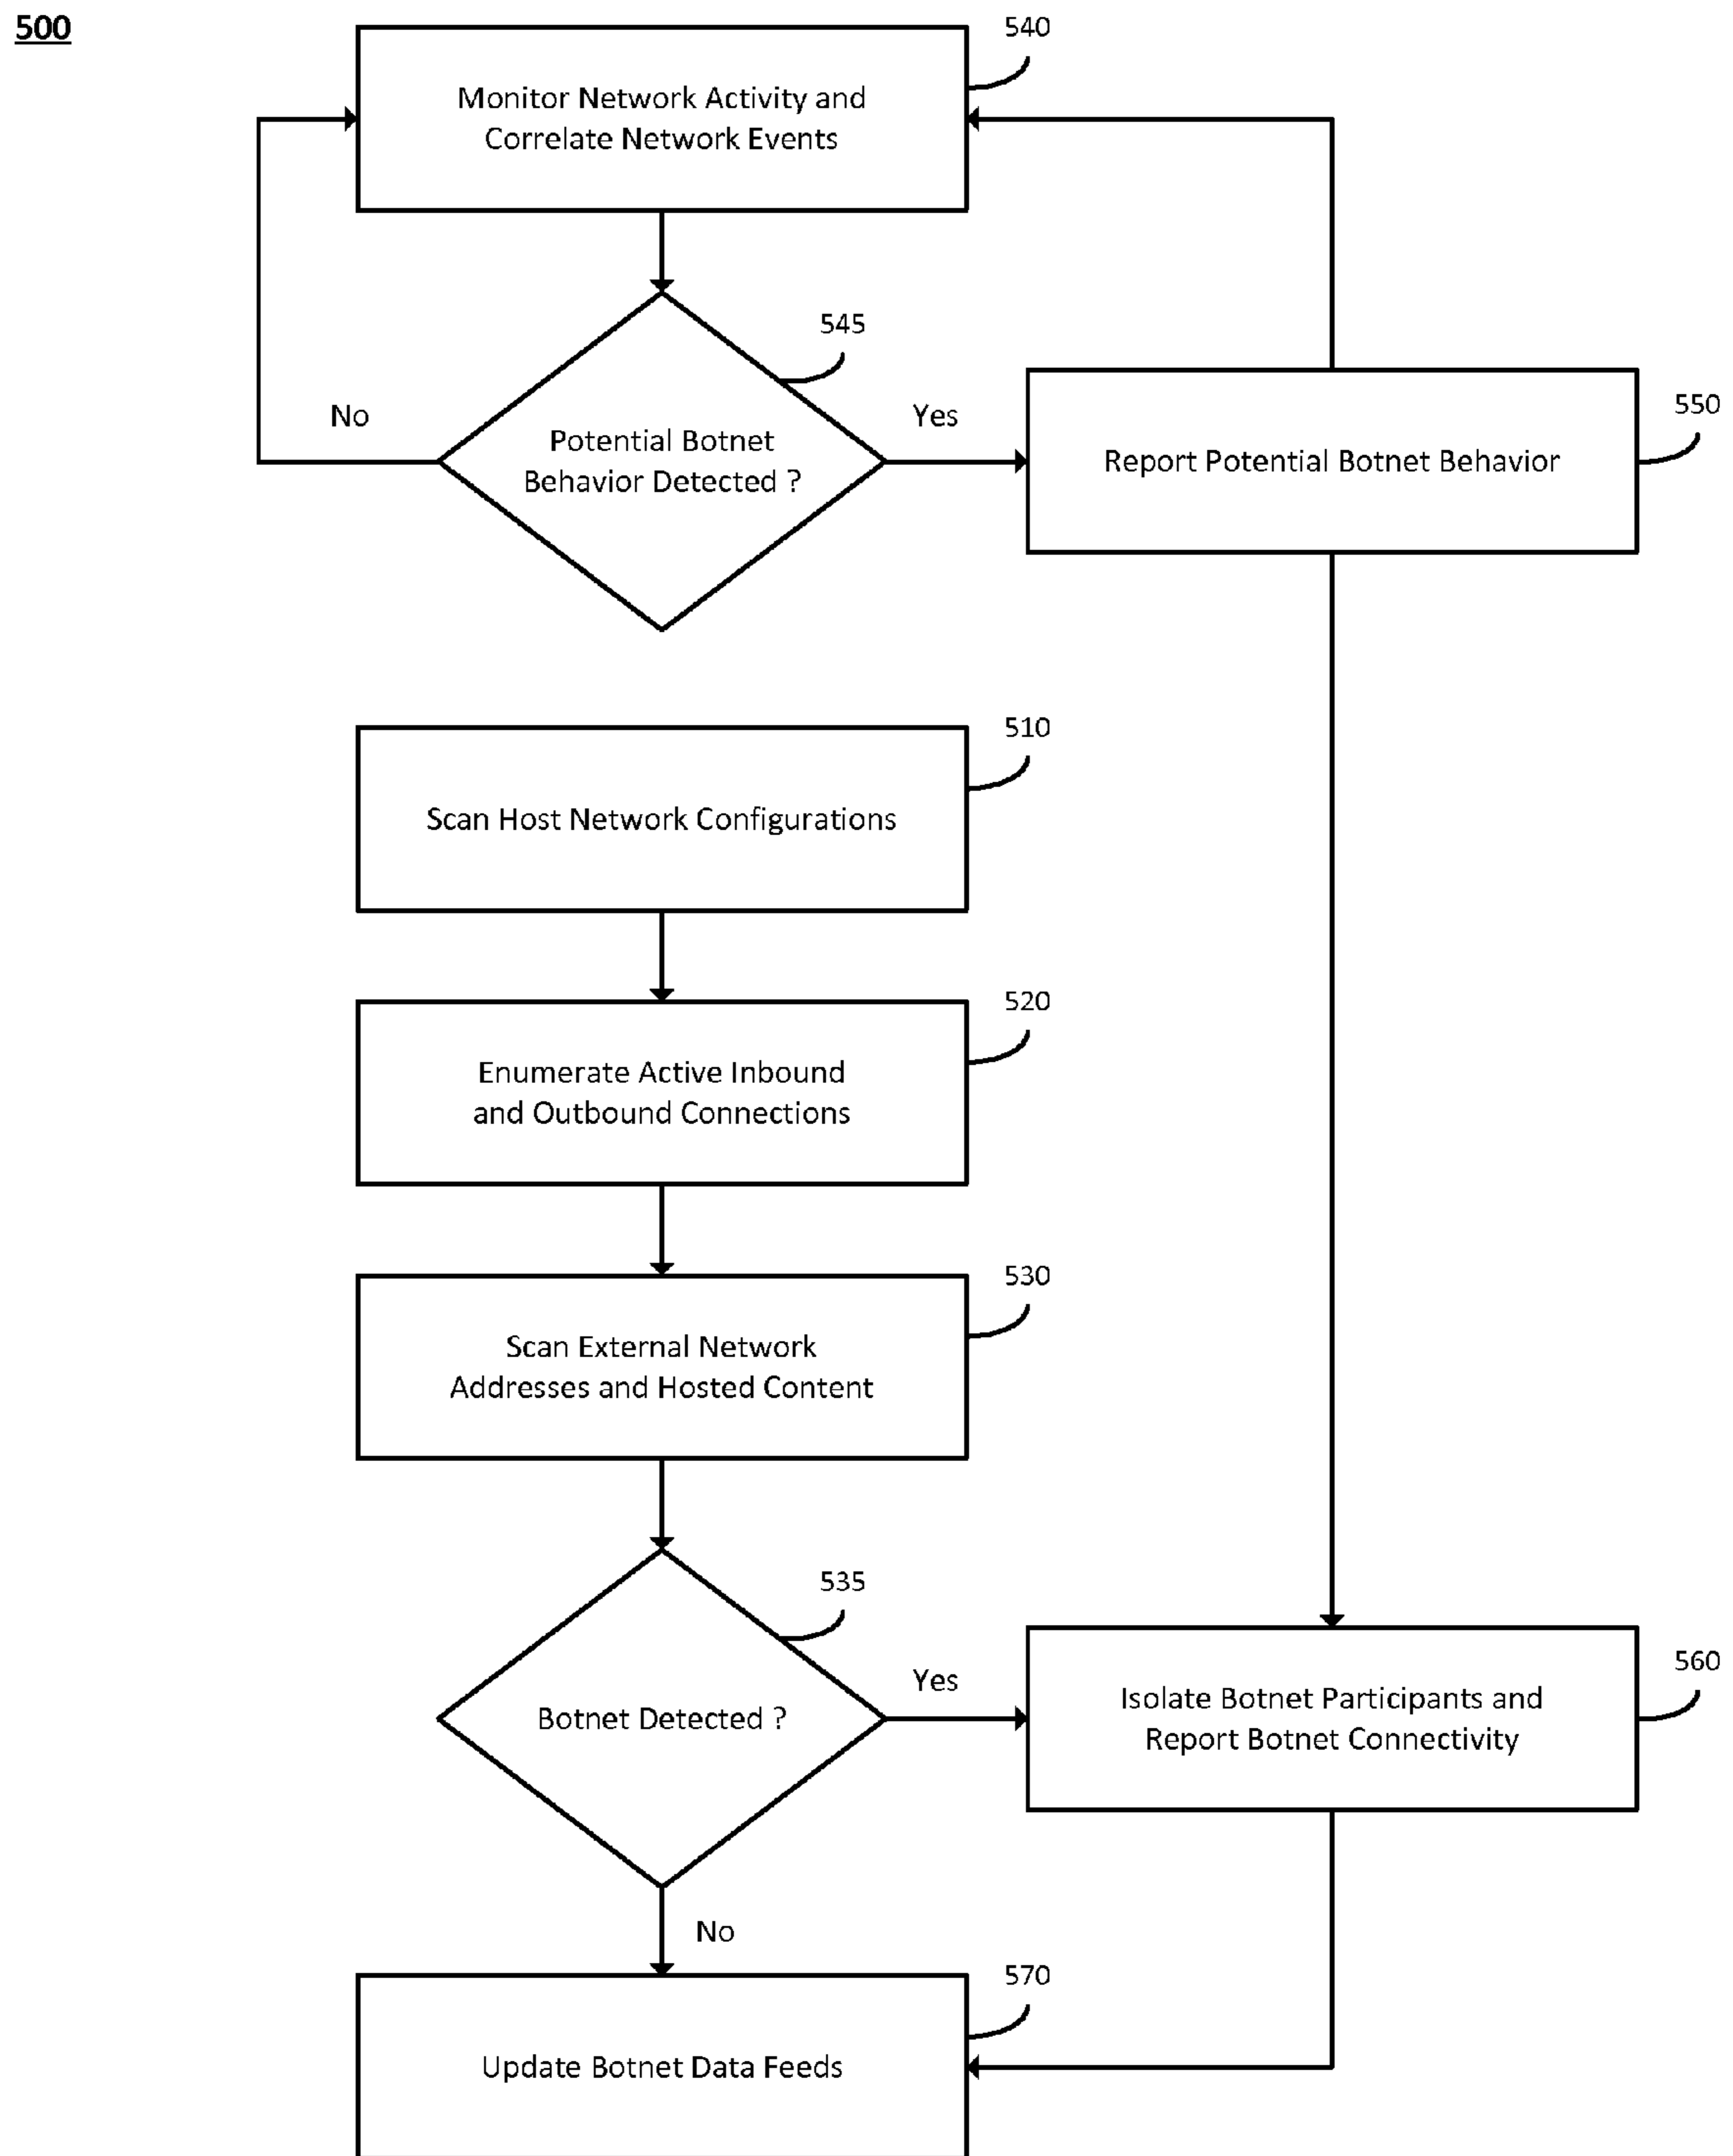 500
540
Monitor Network Activity and
Correlate Network Events
545
No
Yes
Potential Botnet
Behavior Detected ?
550
Report Potential Botnet Behavior
510
Scan Host Network Configurations
520
Enumerate Active Inbound
and Outbound Connections
530
Scan External Network
Addresses and Hosted Content
535
Yes
Botnet Detected ?
560
Isolate Botnet Participants and
Report Botnet Connectivity
No
570
Update Botnet Data Feeds